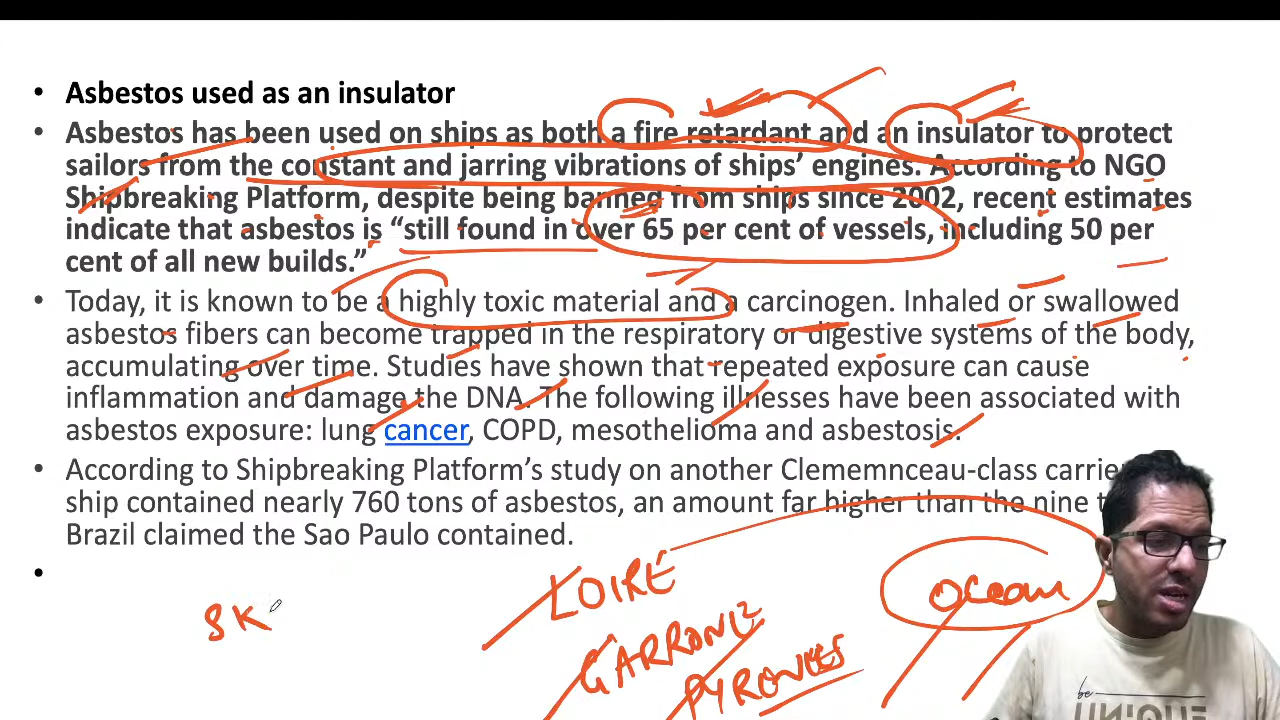 • Asbestos used as an insulator
• Asbestos has been used on ships as both a fire retardant and an insulator to protect
sailors from the constant and jarring vibrations of ships’ engines. According to NGO
Shipbreaking Platform, despite being banned from ships since 2002, recent estimates
indicate that asbestos is “still found in over 65 per cent of vessels, including 50 per
cent of all new builds.”
• Today, it is known to be a highly toxic material and a carcinogen. Inhaled or swallowed
asbestos fibers can become trapped in the respiratory or digestive systems of the body,
accumulating over time. Studies have shown that repeated exposure can cause
inflammation and damage the DNA. The following illnesses have been associated with
asbestos exposure: lung cancer, COPD, mesothelioma and asbestosis.
• According to Shipbreaking Platform’s study on another Clememnceau-class carrier
ship contained nearly 760 tons of asbestos, an amount far higher than the nine
Brazil claimed the Sao Paulo contained.
•
LOIRE
Ocean
SK
GARRONE
be
UNIQUE